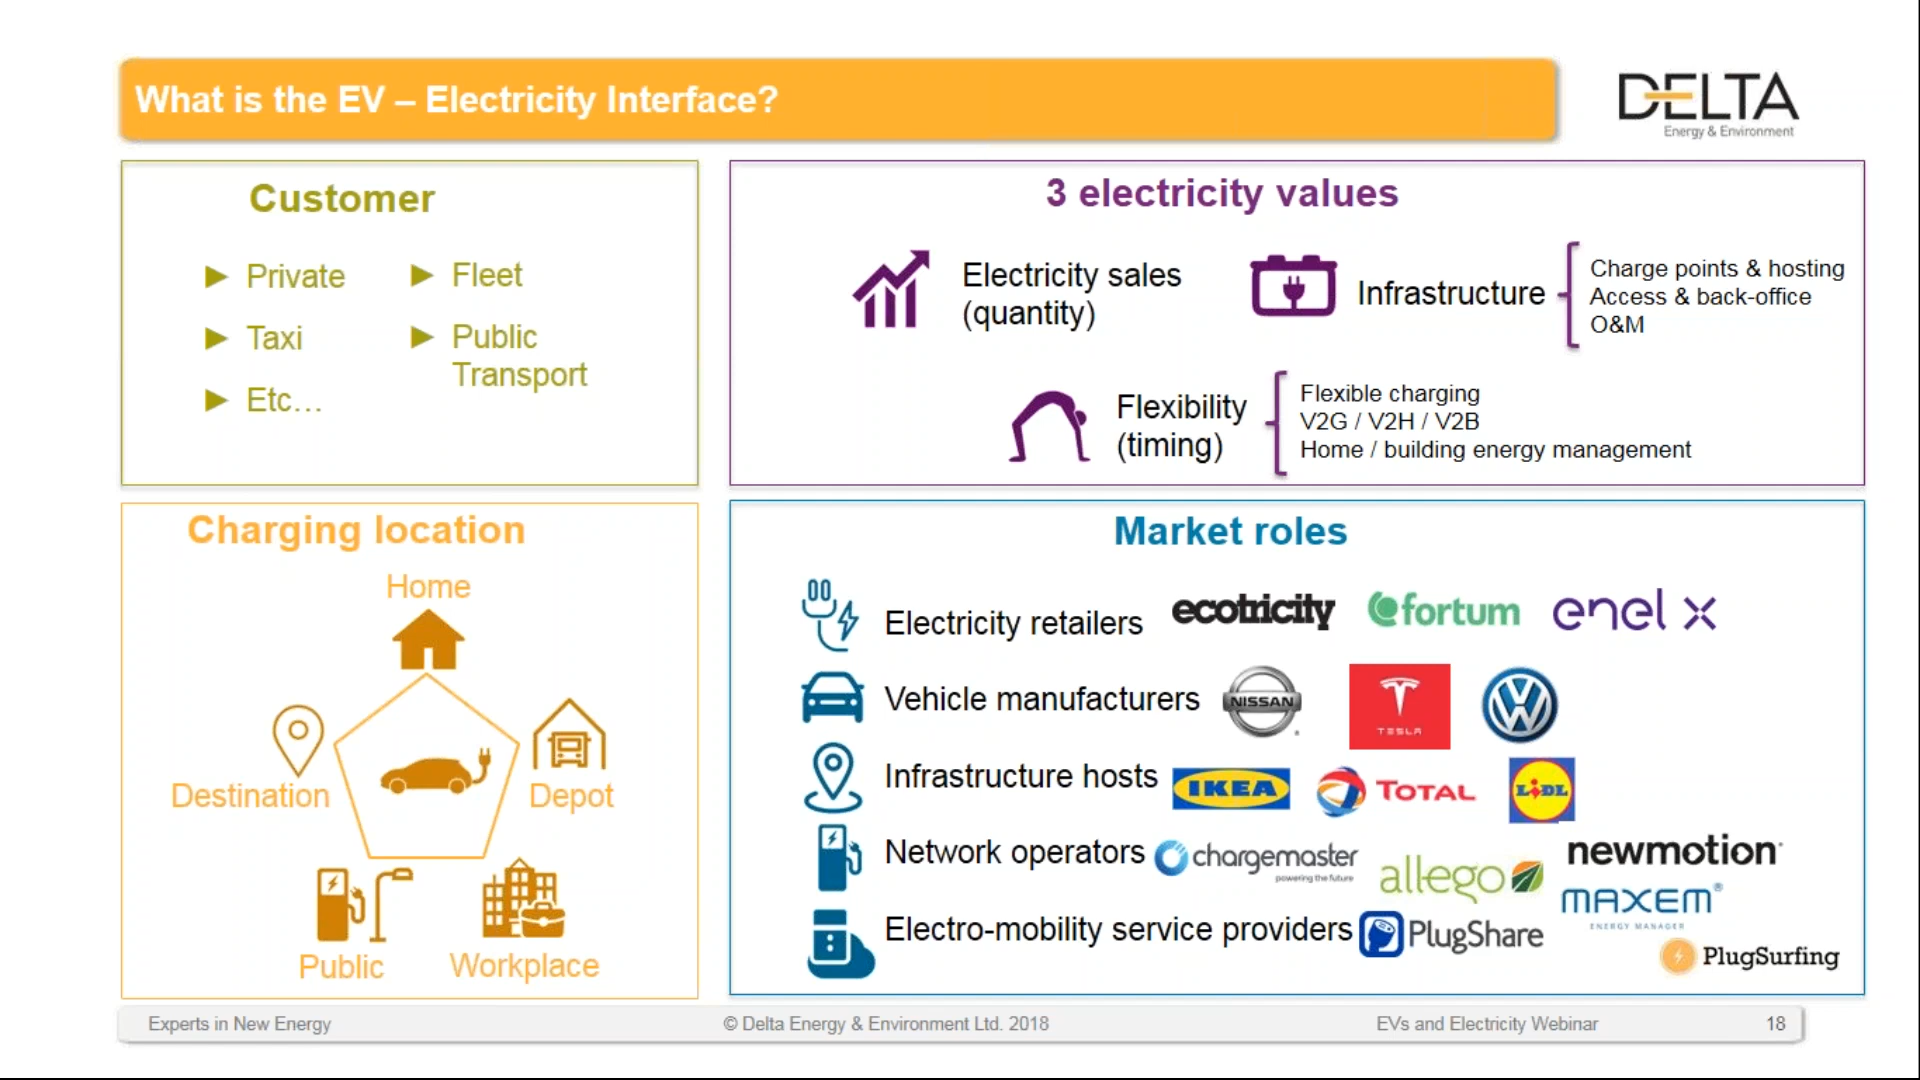 What is the EV – Electricity Interface?
DELTA
Energy & Environment
Customer
► Private
► Taxi
► Etc…
► Fleet
► Public
Transport
3 electricity values
Electricity sales
(quantity)
Infrastructure
Charge points & hosting
Access & back-office
O&M
Flexibility
(timing)
Flexible charging
V2G / V2H / V2B
Home / building energy management
Charging location
Home
Destination
Depot
Public
Workplace
Market roles
Electricity retailers
ecotricity
fortum
enel x
Vehicle manufacturers
NISSAN
TESLA
VW
Infrastructure hosts
IKEA
TOTAL
LiDL
Network operators
chargemaster
powering the future
allego
newmotion
MAXEM®
ENERGY MANAGER
Electro-mobility service providers
PlugShare
PlugSurfing
Experts in New Energy
© Delta Energy & Environment Ltd. 2018
EVs and Electricity Webinar
18